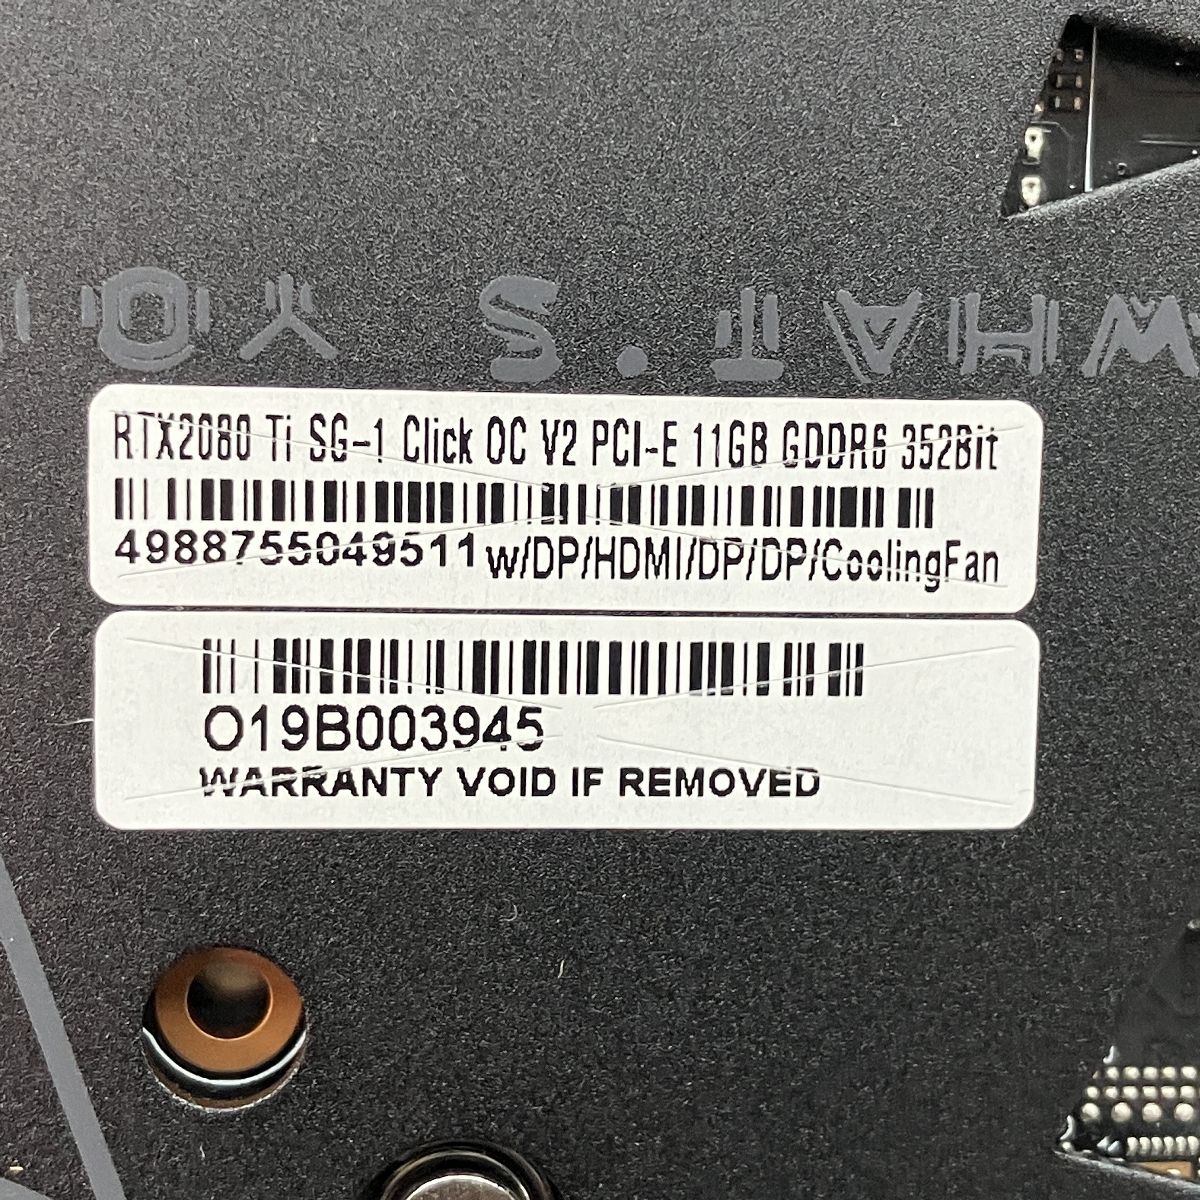 WHAT'S YO
RTX2080 Ti SG-1 Click OC V2 PCI-E 11GB GDDR6 352Bit
4988755049511 w/DP/HDMI/DP/DP/CoolingFan
O19B003945
WARRANTY VOID IF REMOVED